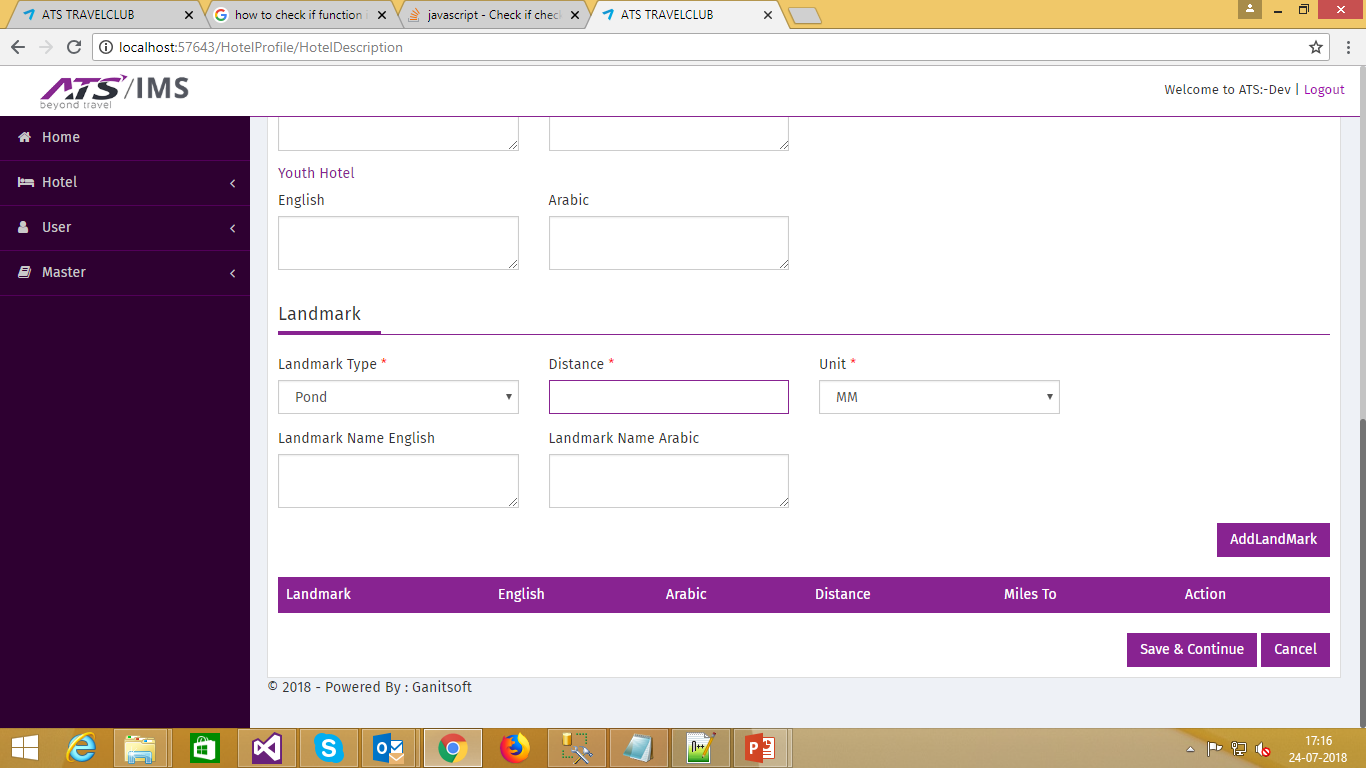 ATS TRAVELCLUB
how to check if function i
javascript - Check if chec
ATS TRAVELCLUB
localhost:57643/HotelProfile/HotelDescription
ATS/IMS
beyond travel
Welcome to ATS:-Dev | Logout
Home
Hotel
User
Master
Youth Hotel
English Arabic
Landmark
Landmark Type * Distance * Unit *
Pond MM
Landmark Name English Landmark Name Arabic
AddLandMark
Landmark English Arabic Distance Miles To Action
Save & Continue Cancel
© 2018 - Powered By : Ganitsoft
17:16
24-07-2018